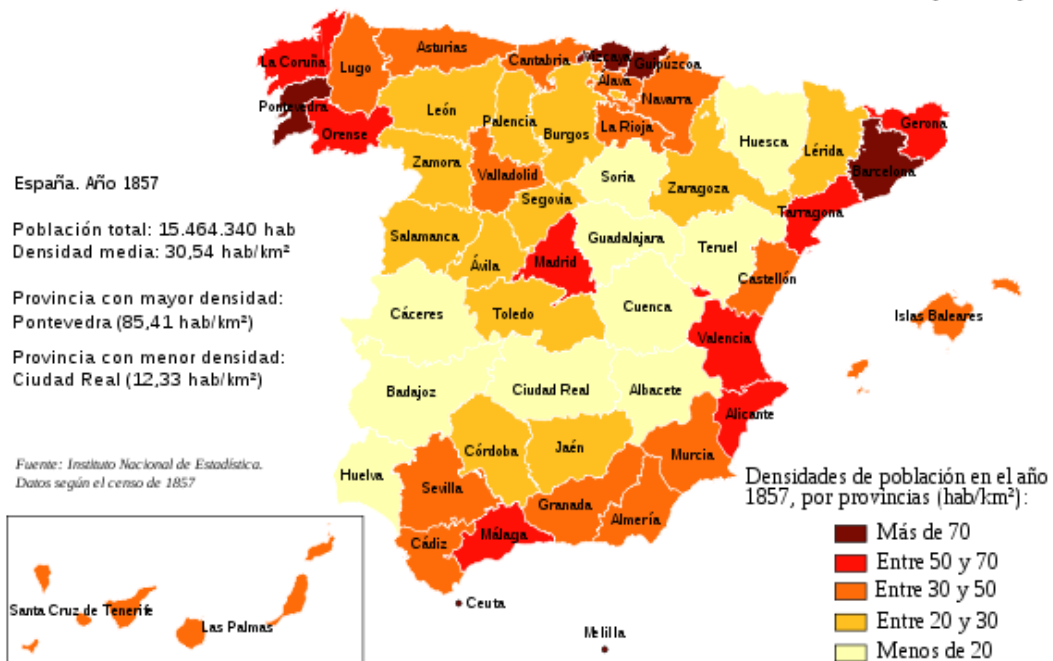 La Coruña
Lugo
Asturias
Cantabria
Vizcaya
Guipúzcoa
Álava
Navarra
Pontevedra
Orense
León
Palencia
Burgos
La Rioja
Huesca
Lérida
Gerona
Barcelona
Zamora
Valladolid
Soria
Zaragoza
Tarragona
Segovia
Salamanca
Ávila
Madrid
Guadalajara
Teruel
Castellón
Cáceres
Toledo
Cuenca
Valencia
Islas Baleares
Badajoz
Ciudad Real
Albacete
Alicante
Huelva
Sevilla
Córdoba
Jaén
Murcia
Cádiz
Málaga
Granada
Almería
Ceuta
Melilla
España. Año 1857
Población total: 15.464.340 hab
Densidad media: 30,54 hab/km²
Provincia con mayor densidad:
Pontevedra (85,41 hab/km²)
Provincia con menor densidad:
Ciudad Real (12,33 hab/km²)
Fuente: Instituto Nacional de Estadística.
Datos según el censo de 1857
Santa Cruz de Tenerife
Las Palmas
Densidades de población en el año
1857, por provincias (hab/km²):
Más de 70
Entre 50 y 70
Entre 30 y 50
Entre 20 y 30
Menos de 20